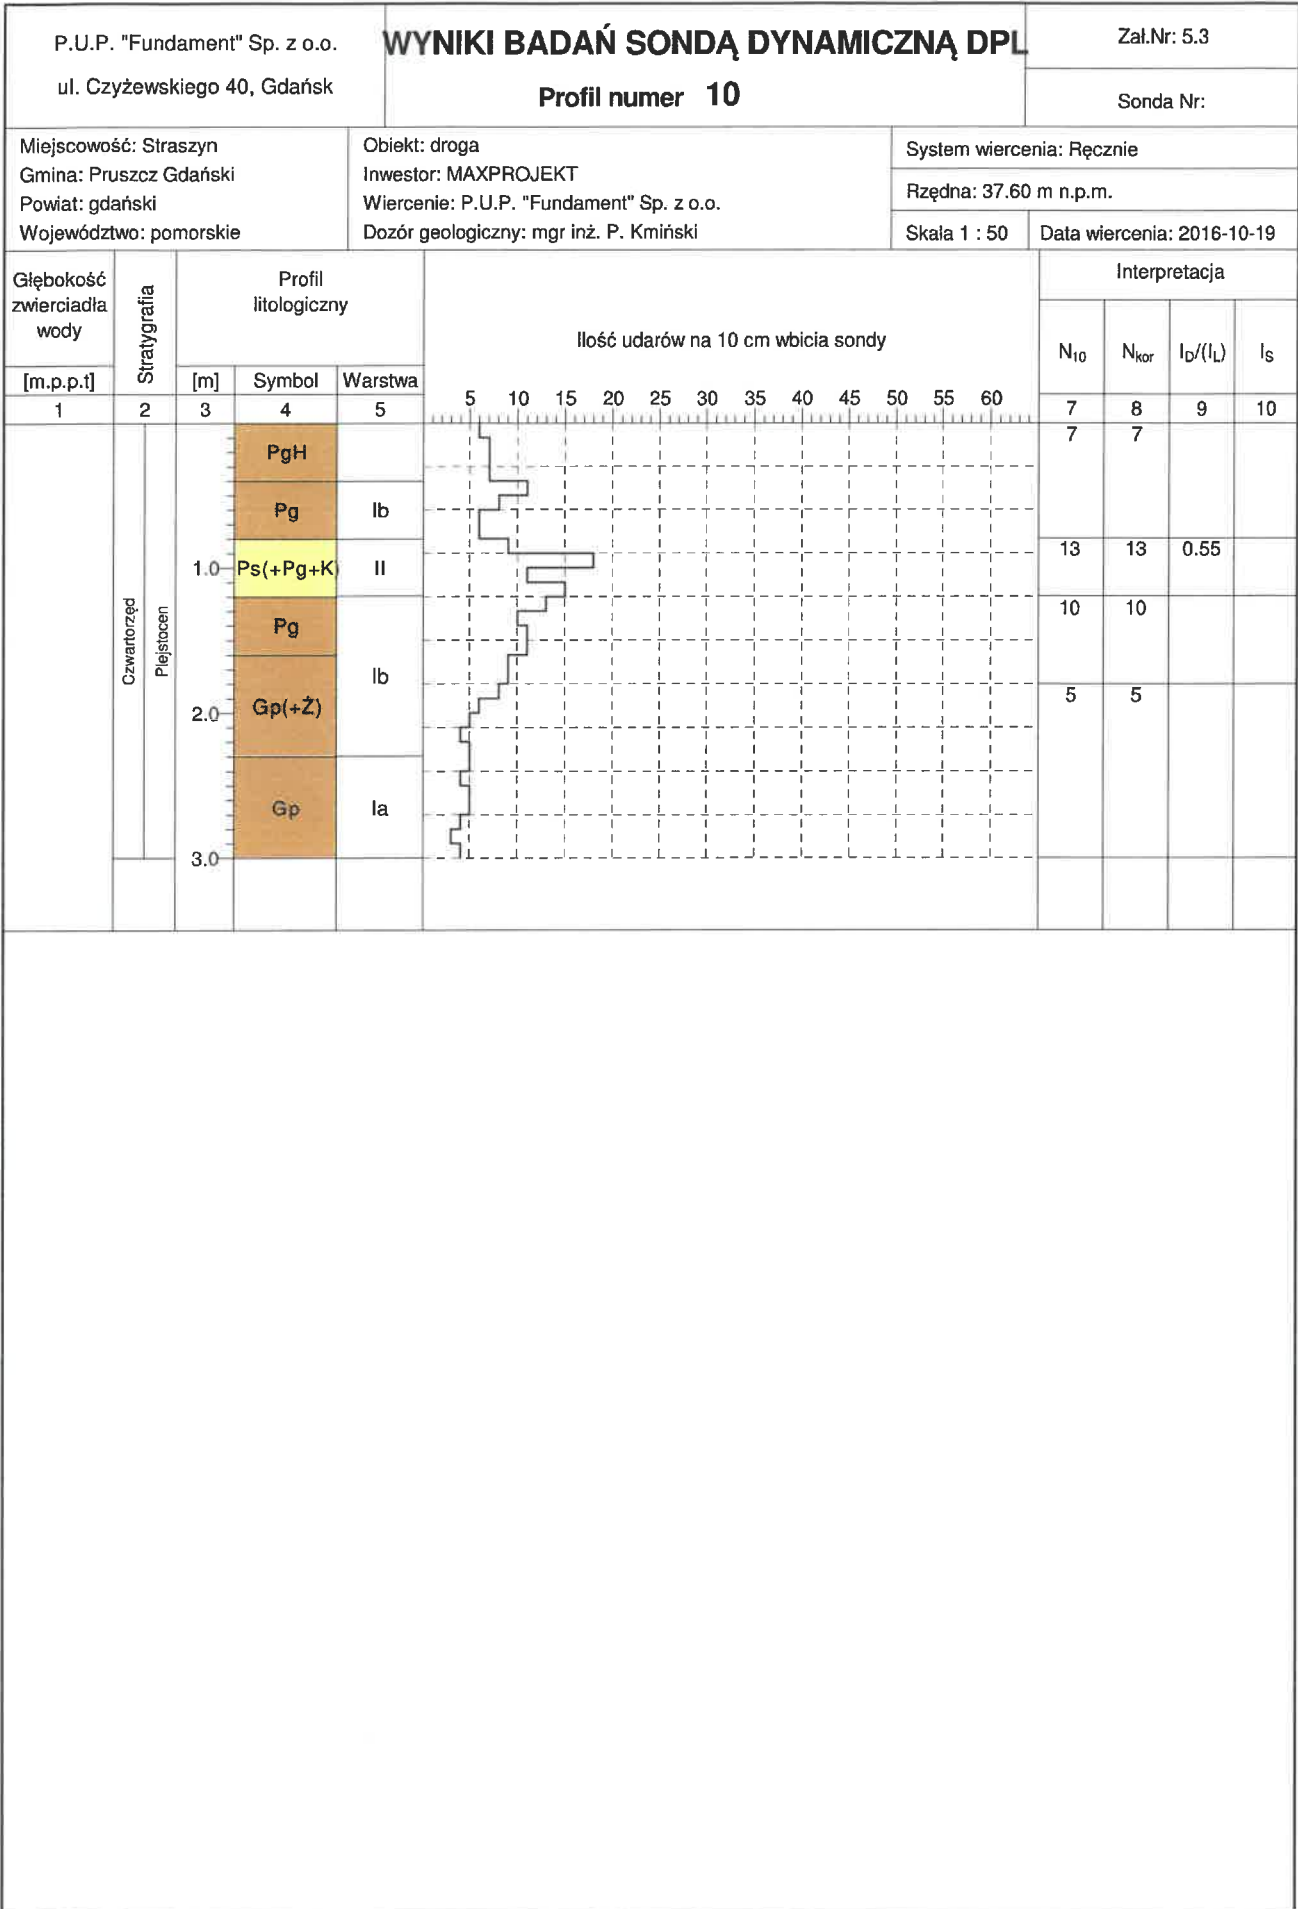 P.U.P. "Fundament" Sp. z o.o.
ul. Czyżewskiego 40, Gdańsk
WYNIKI BADAŃ SONDĄ DYNAMICZNĄ DPL
Profil numer 10
Zał.Nr: 5.3
Sonda Nr:
Miejscowość: Straszyn
Gmina: Pruszcz Gdański
Powiat: gdański
Województwo: pomorskie
Obiekt: droga
Inwestor: MAXPROJEKT
Wiercenie: P.U.P. "Fundament" Sp. z o.o.
Dozór geologiczny: mgr inż. P. Kmiński
System wiercenia: Ręcznie
Rzędna: 37.60 m n.p.m.
Skala 1 : 50
Data wiercenia: 2016-10-19
Głębokość
zwierciadła
wody
[m.p.p.t]
Stratygrafia
Profil
litologiczny
[m] Symbol Warstwa
Ilość udarów na 10 cm wbicia sondy
5 10 15 20 25 30 35 40 45 50 55 60
Interpretacja
N10 Nkor ID/(IL) IS
1 2 3 4 5 7 8 9 10
Czwartorzęd
Plejstocen
PgH 7 7
Pg Ib
1.0 Ps(+Pg+K) II 13 13 0.55
Pg 10 10
Ib
2.0 Gp(+Ż) 5 5
Gp Ia
3.0